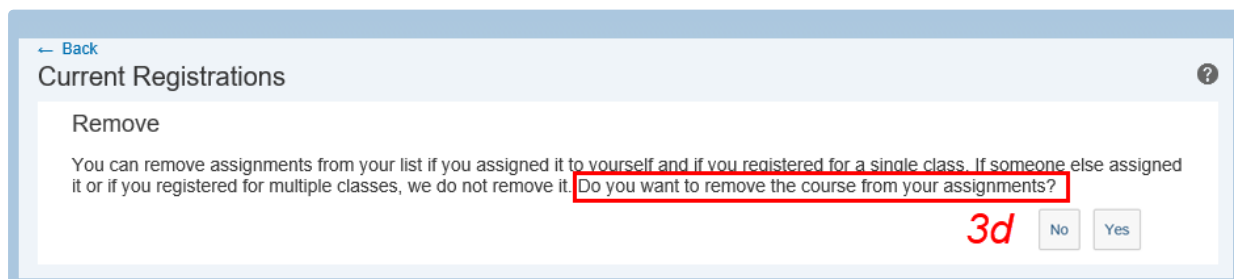 ← Back
Current Registrations
?
Remove
You can remove assignments from your list if you assigned it to yourself and if you registered for a single class. If someone else assigned
it or if you registered for multiple classes, we do not remove it. Do you want to remove the course from your assignments?
3d No Yes